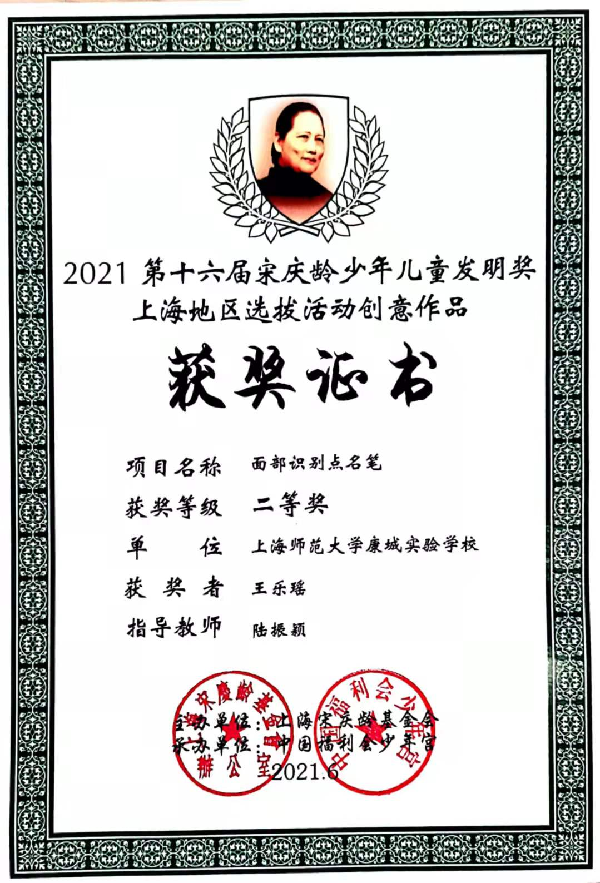 2021 第十六届宋庆龄少年儿童发明奖
上海地区选拔活动创意作品
获奖证书
项目名称 面部识别点名笔
获奖等级 二等奖
单 位 上海师范大学康城实验学校
获 奖 者 王乐瑶
指导教师 陆振颖
主办单位：上海宋庆龄基金会
承办单位：中国福利会少年宫
2021.6
上海宋慶龄基金會
辦公室
中国福利会少年宫